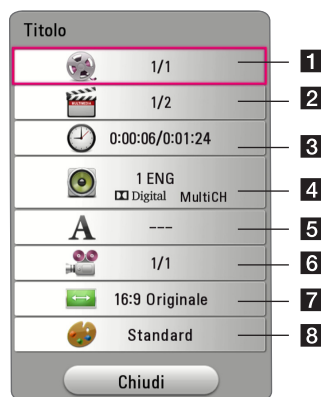 Titolo
1/1 1
1/2 2
0:00:06/0:01:24 3
1 ENG
Digital MultiCH 4
A --- 5
1/1 6
16:9 Originale 7
Standard 8
Chiudi